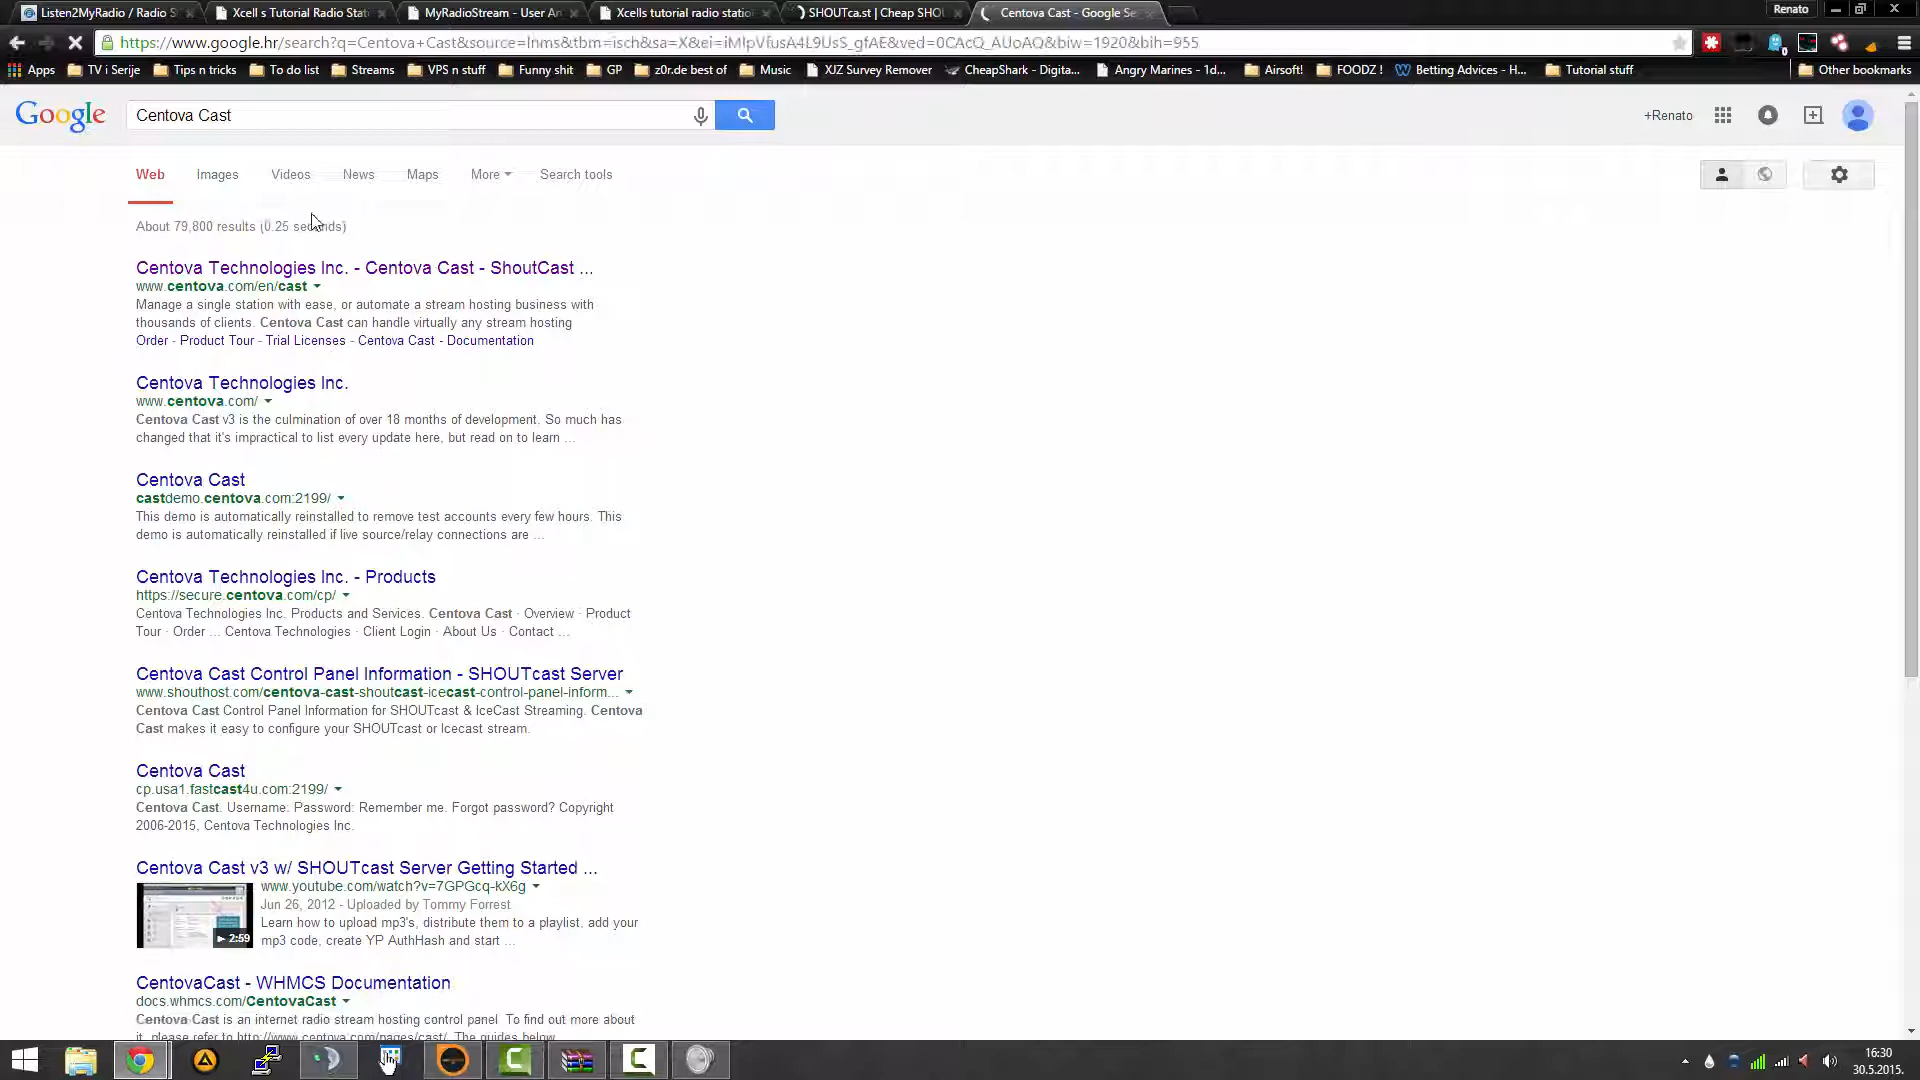 Listen2MyRadio / Radio S
Xcell s Tutorial Radio Stat
MyRadioStream - User An
Xcells tutorial radio statio
SHOUTca.st | Cheap SHOU
Centova Cast - Google Se
Renato
https://www.google.hr/search?q=Centova+Cast&source=lnms&tbm=isch&sa=X&ei=iMlpVfusA4L9UsS_gfAE&ved=0CAcQ_AUoAQ&biw=1920&bih=955
Apps TV i Serije Tips n tricks To do list Streams VPS n stuff Funny shit GP z0r.de best of Music XJZ Survey Remover CheapShark - Digita... Angry Marines - 1d... Airsoft! FOODZ ! Betting Advices - H... Tutorial stuff Other bookmarks
Google
Centova Cast
+Renato
Web Images Videos News Maps More Search tools
About 79,800 results (0.25 seconds)
Centova Technologies Inc. - Centova Cast - ShoutCast ...
www.centova.com/en/cast
Manage a single station with ease, or automate a stream hosting business with
thousands of clients. Centova Cast can handle virtually any stream hosting
Order - Product Tour - Trial Licenses - Centova Cast - Documentation
Centova Technologies Inc.
www.centova.com/
Centova Cast v3 is the culmination of over 18 months of development. So much has
changed that it's impractical to list every update here, but read on to learn ...
Centova Cast
castdemo.centova.com:2199/
This demo is automatically reinstalled to remove test accounts every few hours. This
demo is automatically reinstalled if live source/relay connections are ...
Centova Technologies Inc. - Products
https://secure.centova.com/cp/
Centova Technologies Inc. Products and Services. Centova Cast · Overview · Product
Tour · Order ... Centova Technologies · Client Login · About Us · Contact ...
Centova Cast Control Panel Information - SHOUTcast Server
www.shouthost.com/centova-cast-shoutcast-icecast-control-panel-inform...
Centova Cast Control Panel Information for SHOUTcast & IceCast Streaming. Centova
Cast makes it easy to configure your SHOUTcast or Icecast stream.
Centova Cast
cp.usa1.fastcast4u.com:2199/
Centova Cast. Username: Password: Remember me. Forgot password? Copyright
2006-2015, Centova Technologies Inc.
Centova Cast v3 w/ SHOUTcast Server Getting Started ...
www.youtube.com/watch?v=7GPGcq-kX6g
Jun 26, 2012 - Uploaded by Tommy Forrest
Learn how to upload mp3's, distribute them to a playlist, add your
mp3 code, create YP AuthHash and start ...
2:59
CentovaCast - WHMCS Documentation
docs.whmcs.com/CentovaCast
Centova Cast is an internet radio stream hosting control panel. To find out more about
it, please refer to http://www.centova.com/pages/cast/. The guides below
16:30
30.5.2015.